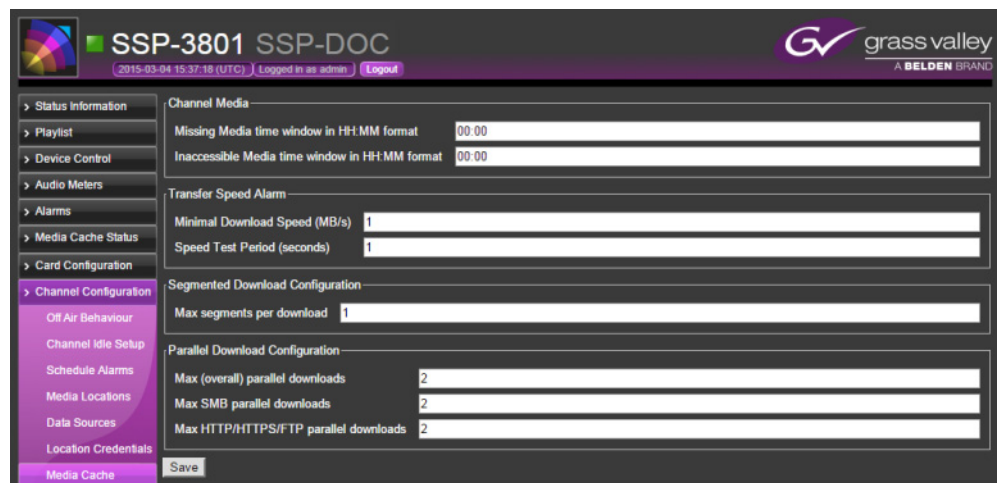 SSP-3801 SSP-DOC
2015-03-04 15:37:18 (UTC) Logged in as admin Logout
GV grass valley
A BELDEN BRAND
> Status Information
> Playlist
> Device Control
> Audio Meters
> Alarms
> Media Cache Status
> Card Configuration
> Channel Configuration
Off Air Behaviour
Channel Idle Setup
Schedule Alarms
Media Locations
Data Sources
Location Credentials
Media Cache
Channel Media
Missing Media time window in HH:MM format 00:00
Inaccessible Media time window in HH:MM format 00:00
Transfer Speed Alarm
Minimal Download Speed (MB/s) 1
Speed Test Period (seconds) 1
Segmented Download Configuration
Max segments per download 1
Parallel Download Configuration
Max (overall) parallel downloads 2
Max SMB parallel downloads 2
Max HTTP/HTTPS/FTP parallel downloads 2
Save